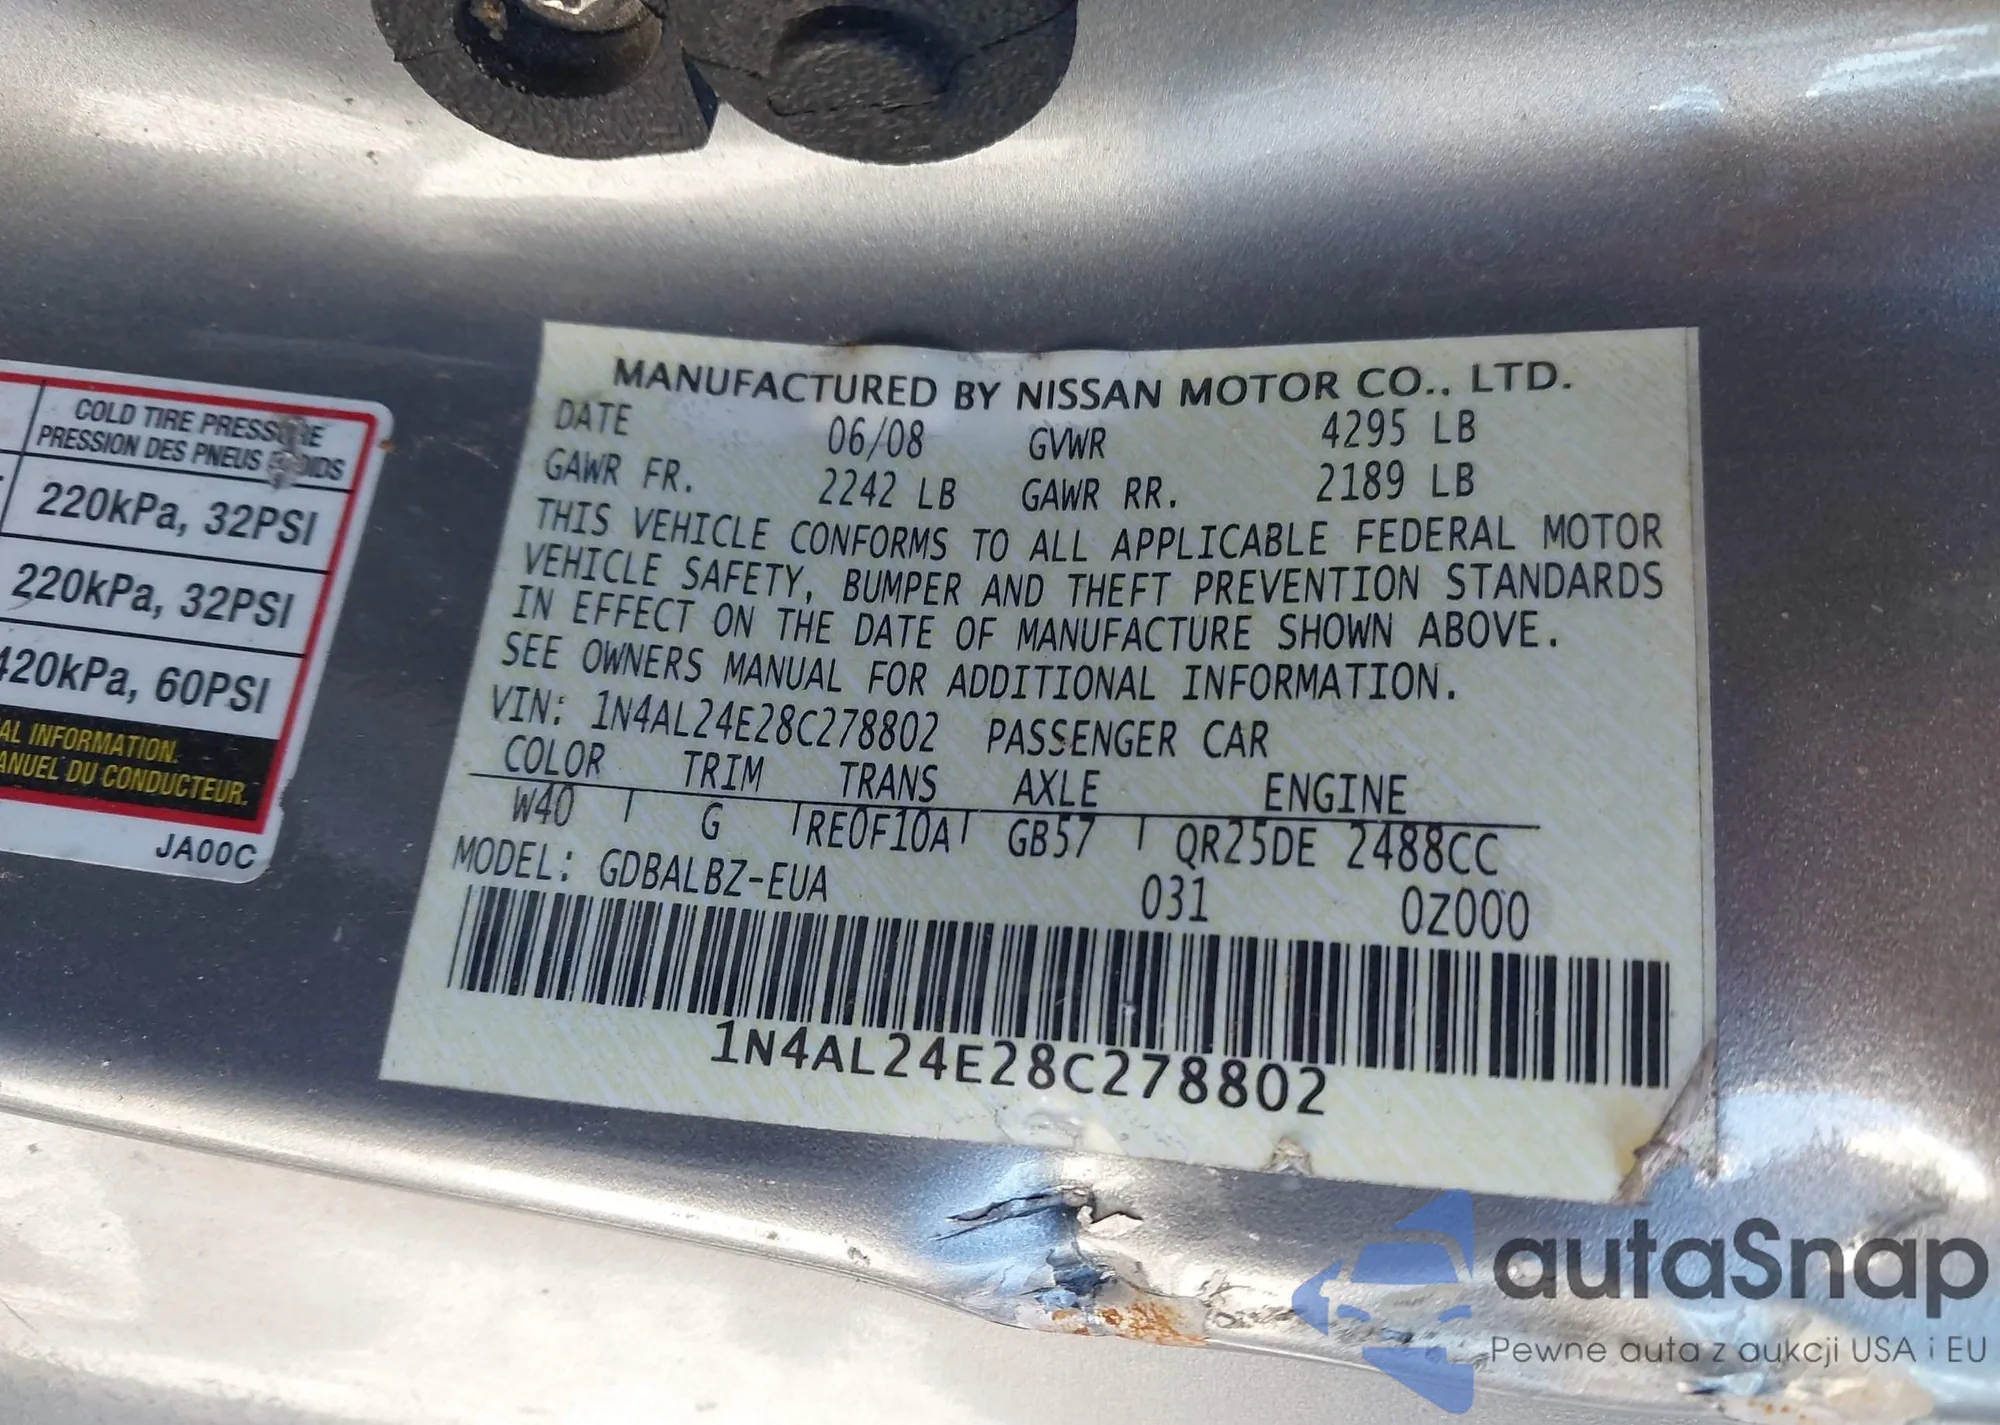 COLD TIRE PRESSURE
PRESSION DES PNEUS
220kPa, 32PSI
220kPa, 32PSI
420kPa, 60PSI
AL INFORMATION.
ANUEL DU CONDUCTEUR.
JA00C
MANUFACTURED BY NISSAN MOTOR CO., LTD.
DATE 06/08 GVWR 4295 LB
GAWR FR. 2242 LB GAWR RR. 2189 LB
THIS VEHICLE CONFORMS TO ALL APPLICABLE FEDERAL MOTOR
VEHICLE SAFETY, BUMPER AND THEFT PREVENTION STANDARDS
IN EFFECT ON THE DATE OF MANUFACTURE SHOWN ABOVE.
SEE OWNERS MANUAL FOR ADDITIONAL INFORMATION.
VIN: 1N4AL24E28C278802 PASSENGER CAR
COLOR TRIM TRANS AXLE ENGINE
W40 G RE0F10A GB57 QR25DE 2488CC
MODEL: GDBALBZ-EUA 031 0Z000
1N4AL24E28C278802
autaSnap
Pewne auta z aukcji USA i EU